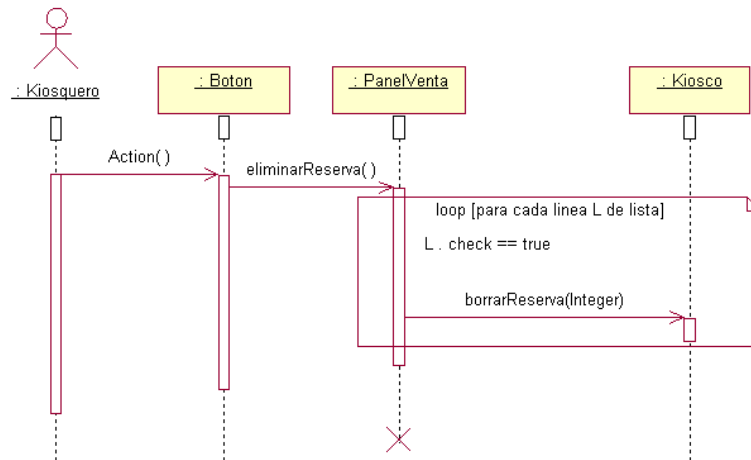 : Kiosquero
: Boton
: PanelVenta
: Kiosco
Action( )
eliminarReserva( )
loop [para cada linea L de lista]
L . check == true
borrarReserva(Integer)